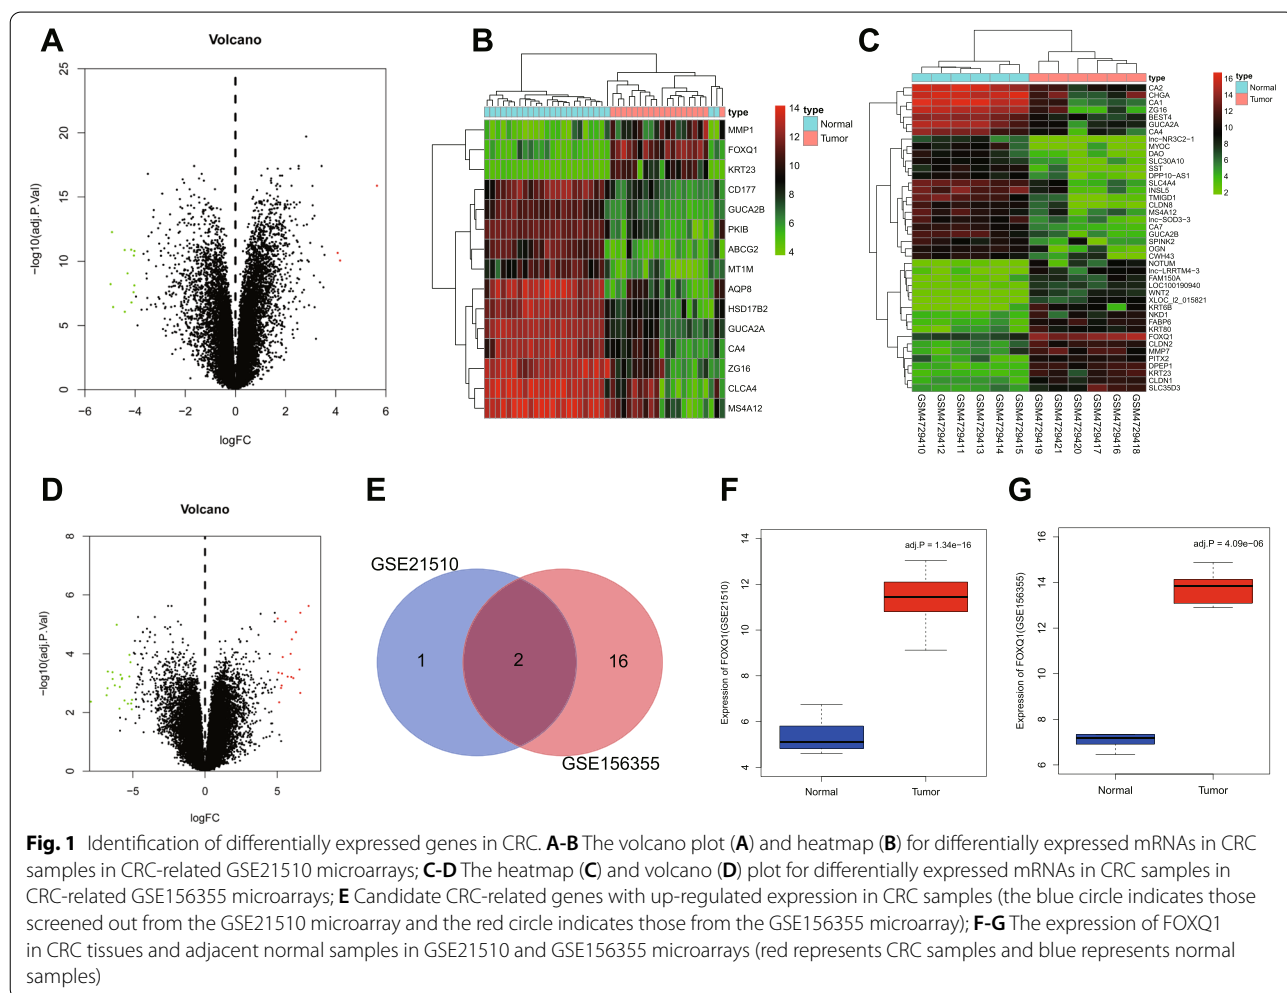 A
Volcano
25
20
15
10
5
0
−log10(adj.P.Val)
−6
−4
−2
0
2
4
6
logFC
B
type
MMP1
FOXQ1
KRT23
CD177
GUCA2B
PKIB
ABCG2
MT1M
AQP8
HSD17B2
GUCA2A
CA4
ZG16
CLCA4
MS4A12
14
12
10
8
6
4
type
Normal
Tumor
C
type
CA2
CHGA
CA1
ZG16
BEST4
GUCA2A
CA4
lnc−NR3C2−1
MYOC
DAO
SLC30A10
SST
DPP10−AS1
SLC4A4
INSL5
TMIGD1
CLDN8
MS4A12
lnc−SOD3−3
CA7
GUCA2B
SPINK2
OGN
CWH43
NOTUM
lnc−LRRTM4−3
FAM150A
LOC100190940
WNT2
XLOC_l2_015821
KRT6B
NKD1
FABP6
KRT80
FOXQ1
CLDN2
MMP7
PITX2
DPEP1
KRT23
CLDN1
SLC35D3
GSM4729410
GSM4729412
GSM4729411
GSM4729413
GSM4729414
GSM4729415
GSM4729419
GSM4729421
GSM4729420
GSM4729417
GSM4729416
GSM4729418
16
14
12
10
8
6
4
2
type
Normal
Tumor
D
Volcano
8
6
4
2
0
−log10(adj.P.Val)
−5
0
5
logFC
E
GSE21510
1
2
16
GSE156355
F
14
12
10
8
6
4
Expression of FOXQ1(GSE21510)
adj.P = 1.34e−16
Normal
Tumor
G
16
14
12
10
8
6
Expression of FOXQ1(GSE156355)
adj.P = 4.09e−06
Normal
Tumor
Fig. 1 Identification of differentially expressed genes in CRC. A-B The volcano plot (A) and heatmap (B) for differentially expressed mRNAs in CRC
samples in CRC-related GSE21510 microarrays; C-D The heatmap (C) and volcano (D) plot for differentially expressed mRNAs in CRC samples in
CRC-related GSE156355 microarrays; E Candidate CRC-related genes with up-regulated expression in CRC samples (the blue circle indicates those
screened out from the GSE21510 microarray and the red circle indicates those from the GSE156355 microarray); F-G The expression of FOXQ1
in CRC tissues and adjacent normal samples in GSE21510 and GSE156355 microarrays (red represents CRC samples and blue represents normal
samples)